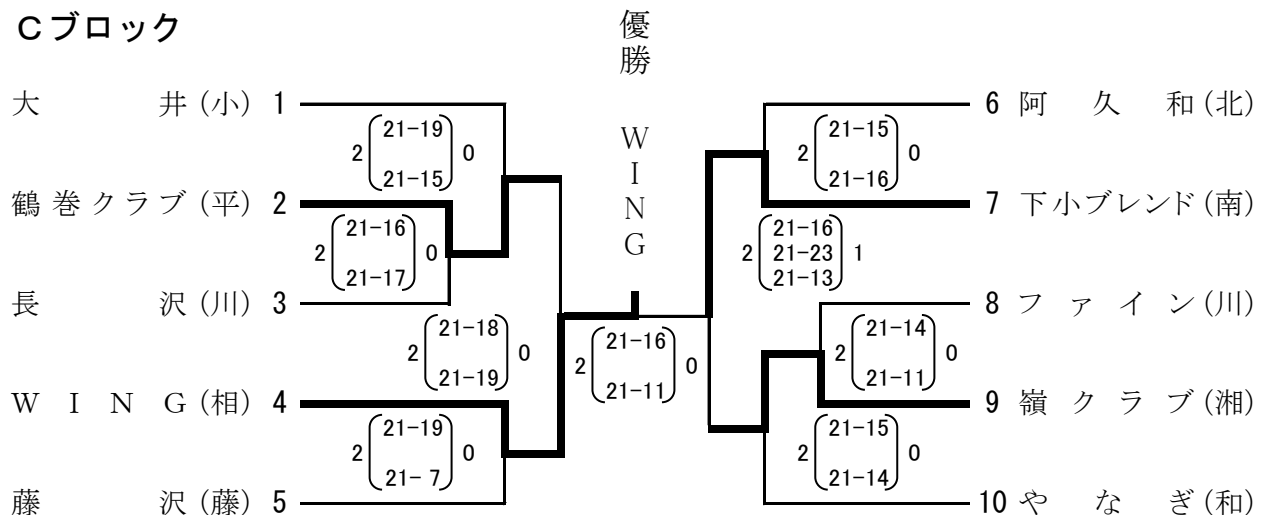 Cブロック
優勝 WING
大井(小) 1
鶴巻クラブ(平) 2
長沢(川) 3
WING(相) 4
藤沢(藤) 5
6 阿久和(北)
7 下小ブレンド(南)
8 ファイン(川)
9 嶺クラブ(湘)
10 やなぎ(和)
2 21-19 0
21-15
2 21-16 0
21-17
2 21-18 0
21-19
2 21-19 0
21- 7
2 21-16 0
21-11
2 21-15 0
21-16
2 21-16 1
21-23
21-13
2 21-14 0
21-11
2 21-15 0
21-14